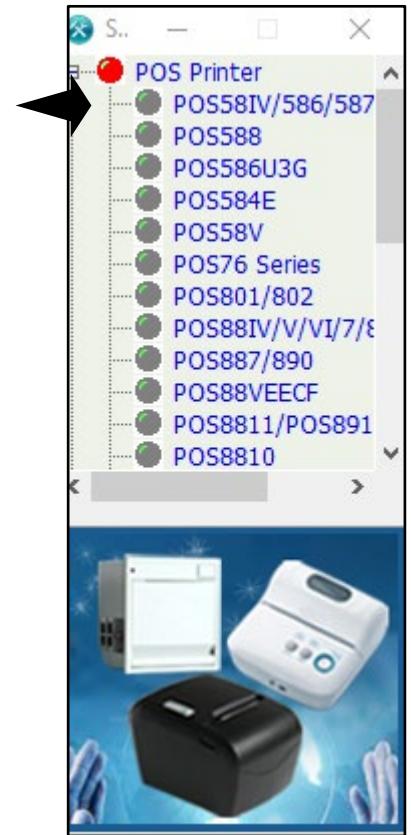 S..
POS Printer
POS58IV/586/587
POS588
POS586U3G
POS584E
POS58V
POS76 Series
POS801/802
POS88IV/V/VI/7/8
POS887/890
POS88VEECF
POS8811/POS891
POS8810